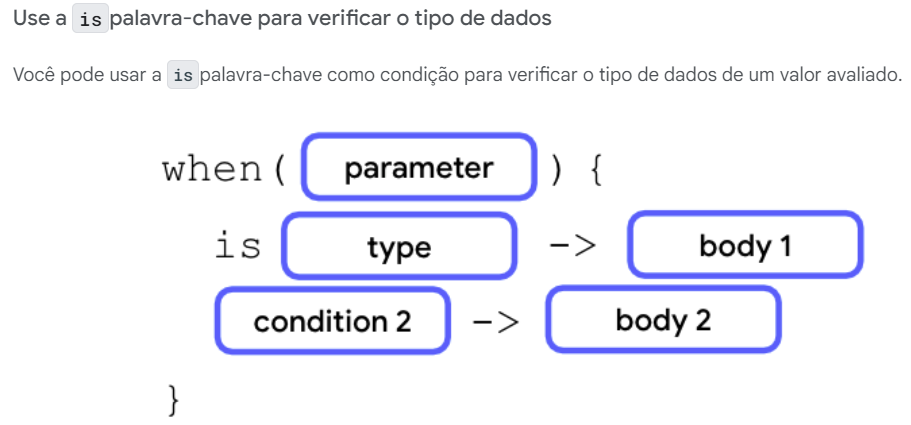 Use a is palavra-chave para verificar o tipo de dados
Você pode usar a is palavra-chave como condição para verificar o tipo de dados de um valor avaliado.
when( parameter ) {
is type -> body 1
condition 2 -> body 2
}